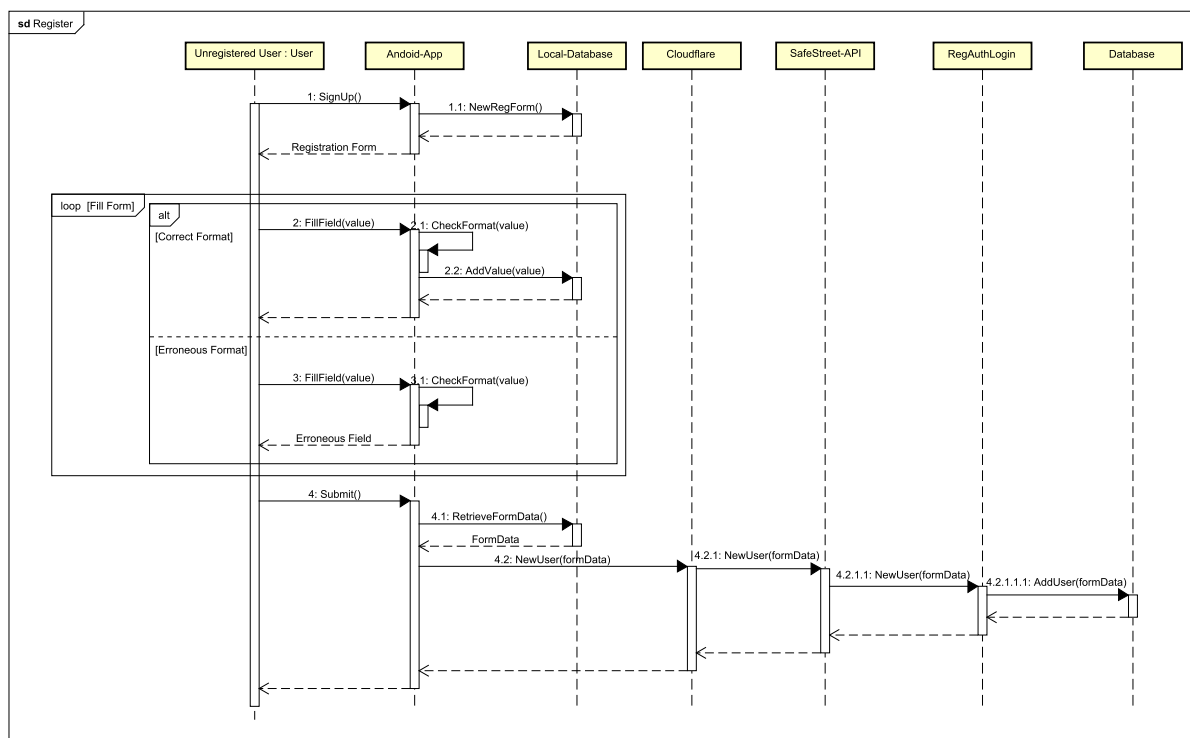 sd Register
Unregistered User : User
Andoid-App
Local-Database
Cloudflare
SafeStreet-API
RegAuthLogin
Database
1: SignUp()
1.1: NewRegForm()
Registration Form
loop [Fill Form]
alt
2: FillField(value)
2.1: CheckFormat(value)
[Correct Format]
2.2: AddValue(value)
[Erroneous Format]
3: FillField(value)
3.1: CheckFormat(value)
Erroneous Field
4: Submit()
4.1: RetrieveFormData()
FormData
4.2: NewUser(formData)
4.2.1: NewUser(formData)
4.2.1.1: NewUser(formData)
4.2.1.1.1: AddUser(formData)